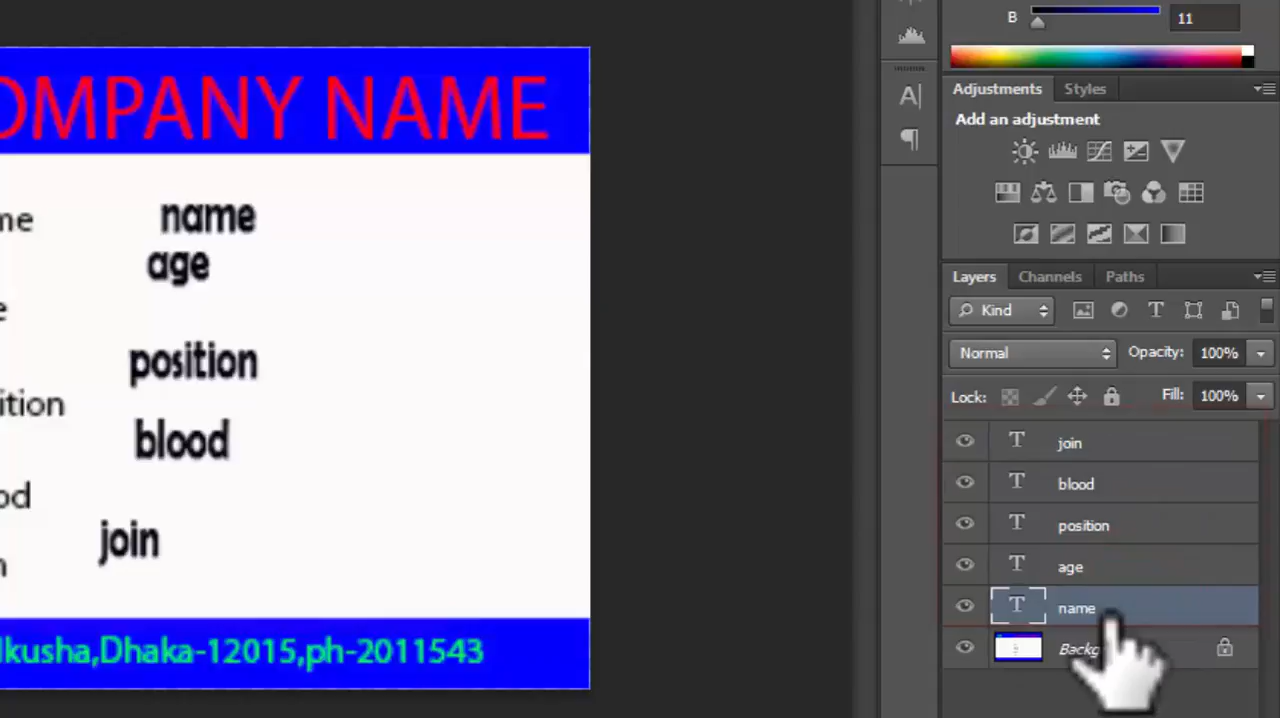 B 11
OMPANY NAME
Adjustments Styles
Add an adjustment
me name
age
e
position
ition
blood
od
join
n
lkusha,Dhaka-12015,ph-2011543
Layers Channels Paths
Kind
Normal Opacity: 100%
Lock: Fill: 100%
join
blood
position
age
name
Backg